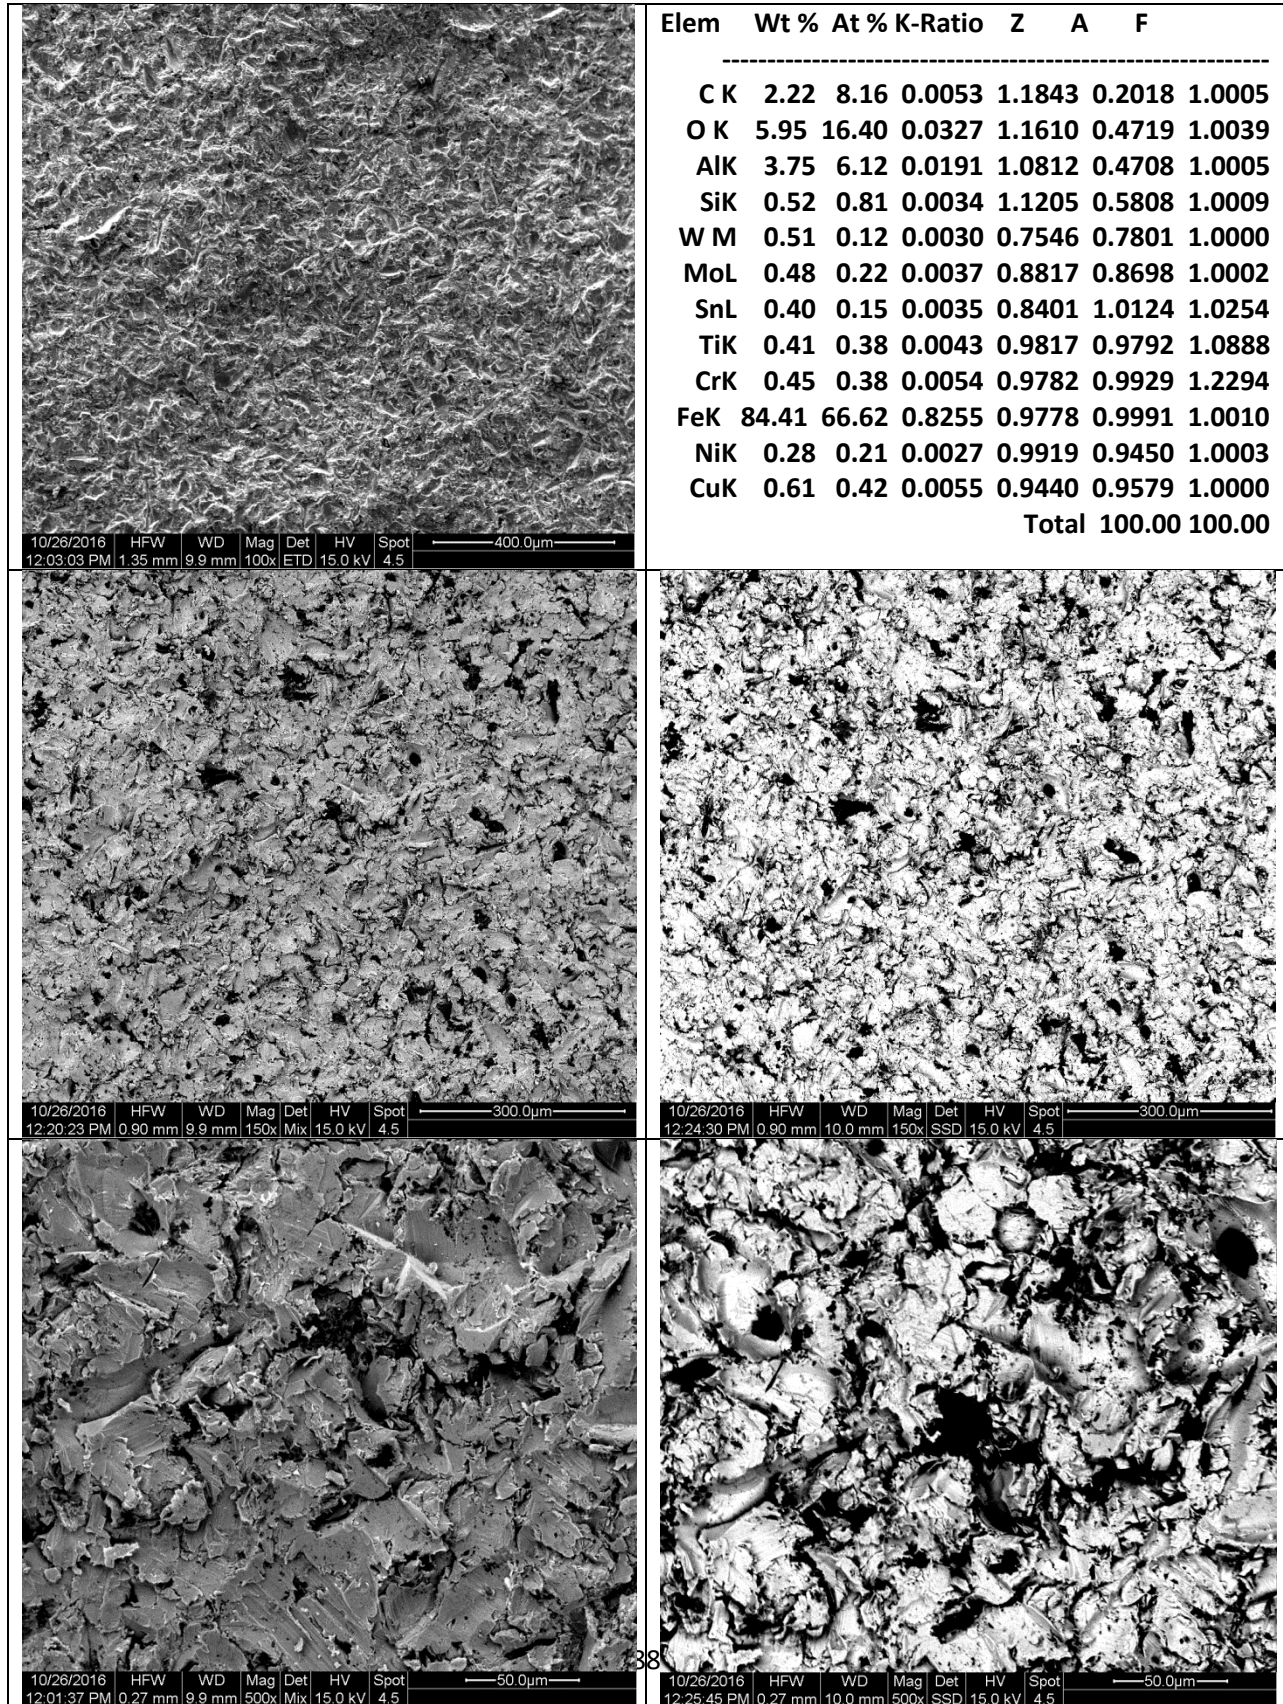 Elem Wt % At % K-Ratio Z A F
-------------------------------------------------------------
C K 2.22 8.16 0.0053 1.1843 0.2018 1.0005
O K 5.95 16.40 0.0327 1.1610 0.4719 1.0039
AlK 3.75 6.12 0.0191 1.0812 0.4708 1.0005
SiK 0.52 0.81 0.0034 1.1205 0.5808 1.0009
W M 0.51 0.12 0.0030 0.7546 0.7801 1.0000
MoL 0.48 0.22 0.0037 0.8817 0.8698 1.0002
SnL 0.40 0.15 0.0035 0.8401 1.0124 1.0254
TiK 0.41 0.38 0.0043 0.9817 0.9792 1.0888
CrK 0.45 0.38 0.0054 0.9782 0.9929 1.2294
FeK 84.41 66.62 0.8255 0.9778 0.9991 1.0010
NiK 0.28 0.21 0.0027 0.9919 0.9450 1.0003
CuK 0.61 0.42 0.0055 0.9440 0.9579 1.0000
Total 100.00 100.00
10/26/2016 HFW WD Mag Det HV Spot 400.0µm
12:03:03 PM 1.35 mm 9.9 mm 100x ETD 15.0 kV 4.5
10/26/2016 HFW WD Mag Det HV Spot 300.0µm
12:20:23 PM 0.90 mm 9.9 mm 150x Mix 15.0 kV 4.5
10/26/2016 HFW WD Mag Det HV Spot 300.0µm
12:24:30 PM 0.90 mm 10.0 mm 150x SSD 15.0 kV 4.5
10/26/2016 HFW WD Mag Det HV Spot 50.0µm
12:01:37 PM 0.27 mm 9.9 mm 500x Mix 15.0 kV 4.5
88
10/26/2016 HFW WD Mag Det HV Spot 50.0µm
12:25:45 PM 0.27 mm 10.0 mm 500x SSD 15.0 kV 4.5